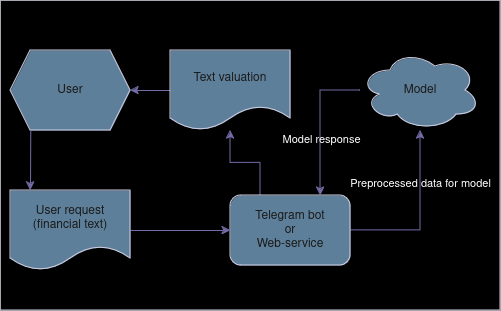 User
Text valuation
Model
Model response
Preprocessed data for model
User request
(financial text)
Telegram bot
or
Web-service